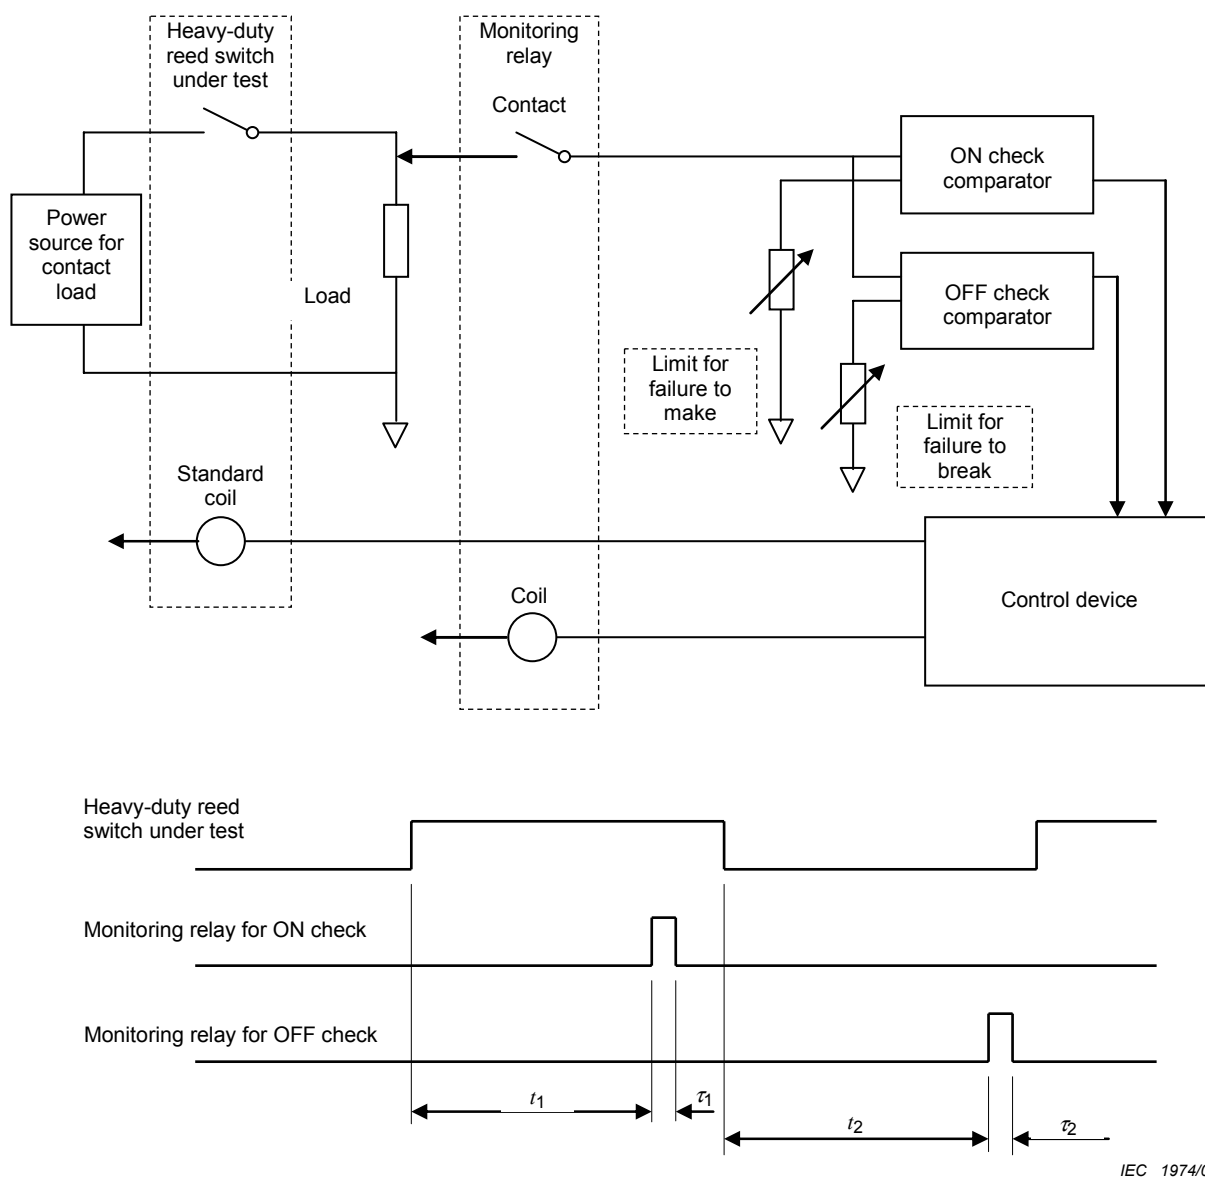 Heavy-duty
reed switch
under test
Monitoring
relay
Contact
ON check
comparator
Power
source for
contact
load
Load
OFF check
comparator
Limit for
failure to
make
Limit for
failure to
break
Standard
coil
Coil
Control device
Heavy-duty reed
switch under test
Monitoring relay for ON check
Monitoring relay for OFF check
t1
τ1
t2
τ2
IEC 1974/0